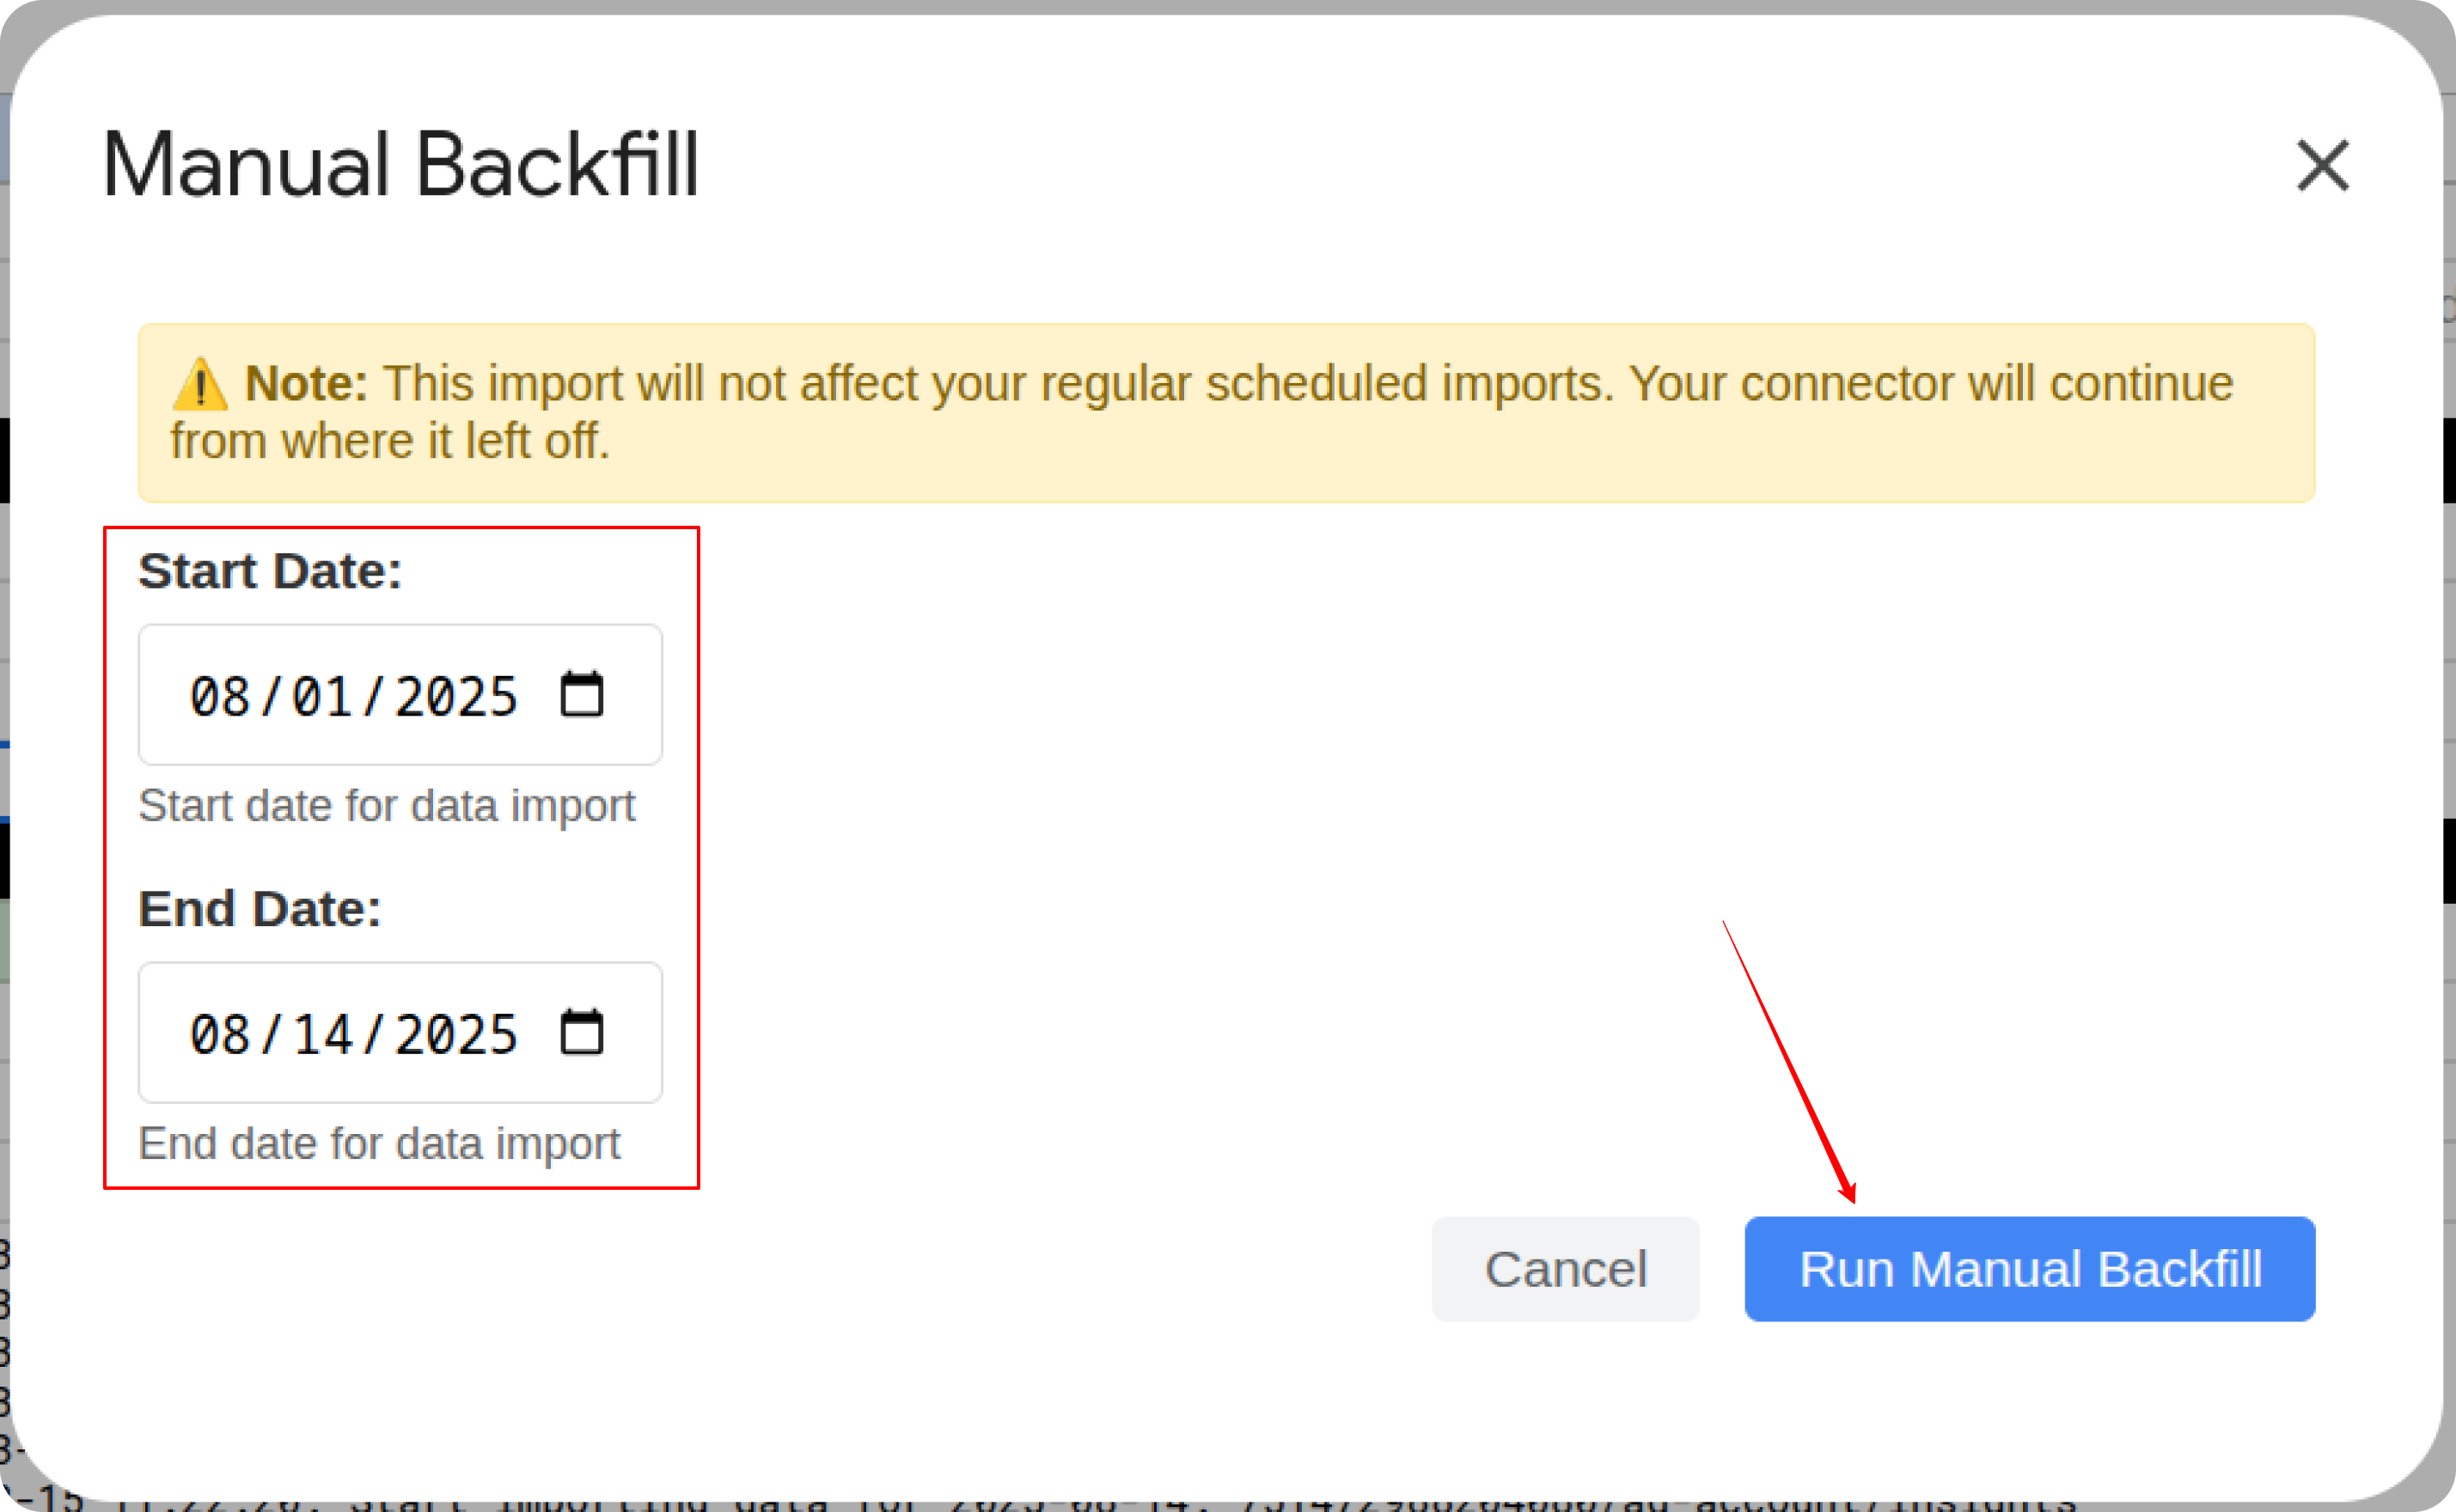 Manual Backfill
⚠️ Note: This import will not affect your regular scheduled imports. Your connector will continue
from where it left off.
Start Date:
08/01/2025
Start date for data import
End Date:
08/14/2025
End date for data import
Cancel
Run Manual Backfill